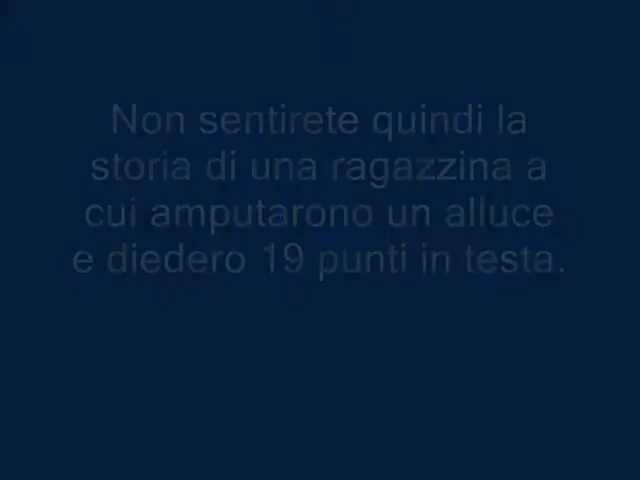 Non sentirete quindi la
storia di una ragazzina a
cui amputarono un alluce
e diedero 19 punti in testa.